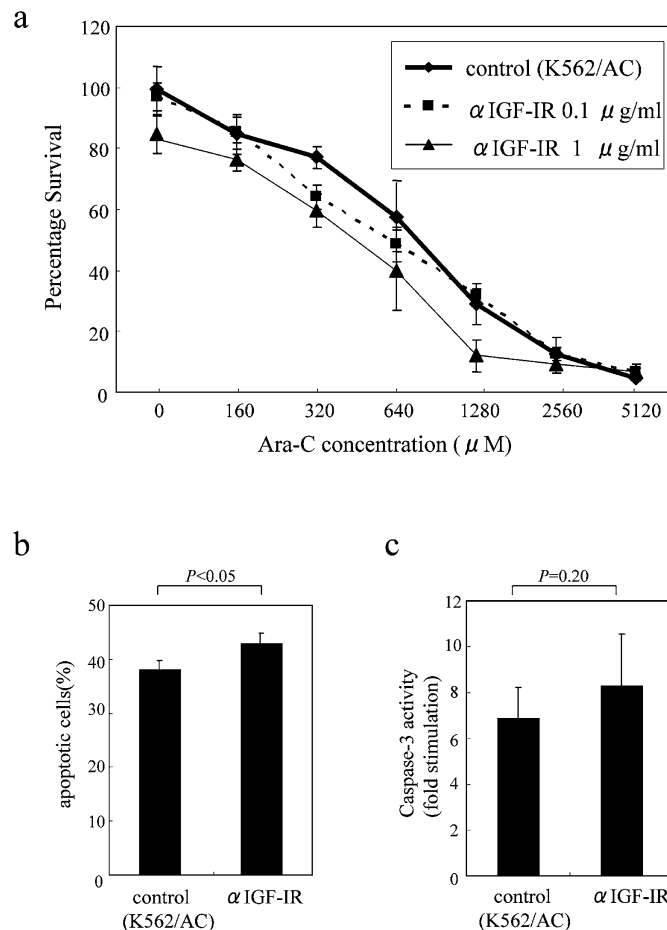 a
120
100
80
60
40
20
0
Percentage Survival
control (K562/AC)
α IGF-IR 0.1 μ g/ml
α IGF-IR 1 μ g/ml
0 160 320 640 1280 2560 5120
Ara-C concentration ( μ M)
b
P<0.05
50
40
30
20
10
0
apoptotic cells(%)
control
(K562/AC)
α IGF-IR
c
P=0.20
12
10
8
6
4
2
0
Caspase-3 activity
(fold stimulation)
control
(K562/AC)
α IGF-IR